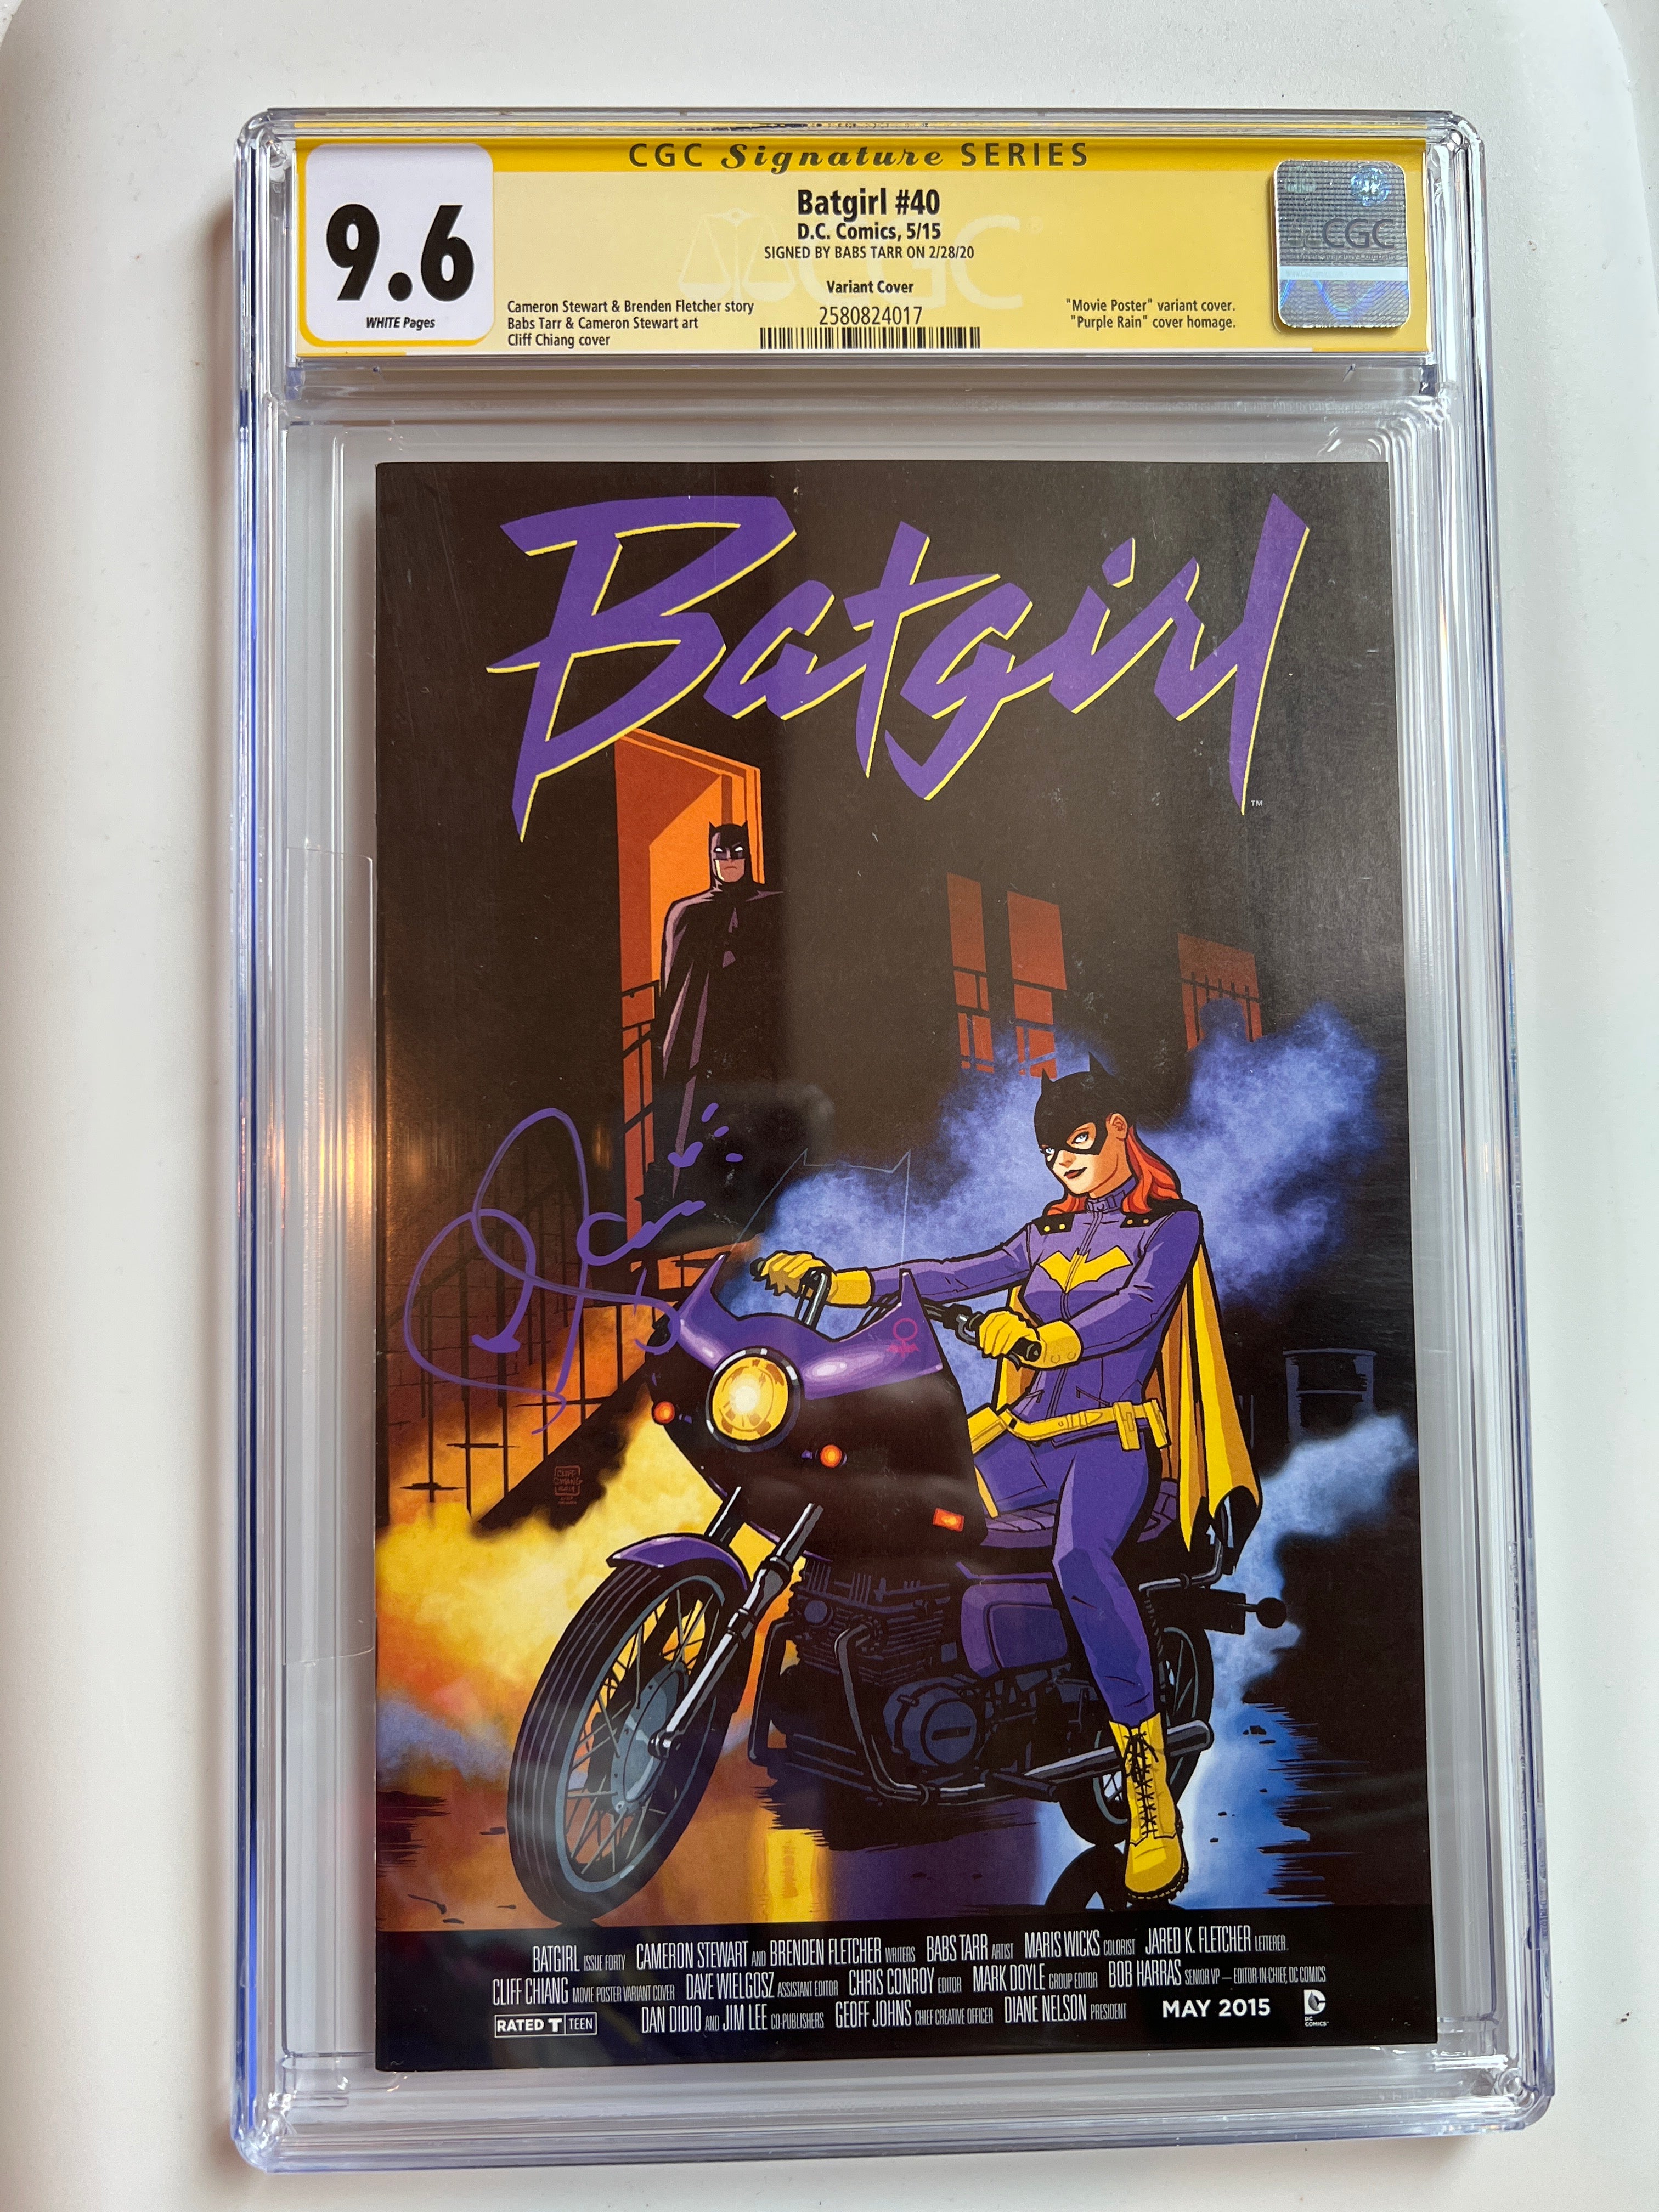 CGC Signature SERIES
9.6
WHITE Pages
Batgirl #40
D.C. Comics, 5/15
SIGNED BY BABS TARR ON 2/28/20
Variant Cover
2580824017
Cameron Stewart & Brenden Fletcher story
Babs Tarr & Cameron Stewart art
Cliff Chiang cover
"Movie Poster" variant cover.
"Purple Rain" cover homage.
CGC
CGC
Batgirl
™
CLIFF
CHIANG
BATGIRL ISSUE FORTY CAMERON STEWART AND BRENDEN FLETCHER WRITERS BABS TARR ARTIST MARIS WICKS COLORIST JARED K. FLETCHER LETTERER
CLIFF CHIANG MOVIE POSTER VARIANT COVER DAVE WIELGOSZ ASSISTANT EDITOR CHRIS CONROY EDITOR MARK DOYLE GROUP EDITOR BOB HARRAS SENIOR VP – EDITOR-IN-CHIEF, DC COMICS
DAN DIDIO AND JIM LEE CO-PUBLISHERS GEOFF JOHNS CHIEF CREATIVE OFFICER DIANE NELSON PRESIDENT
RATED T TEEN
MAY 2015
DC
COMICS™